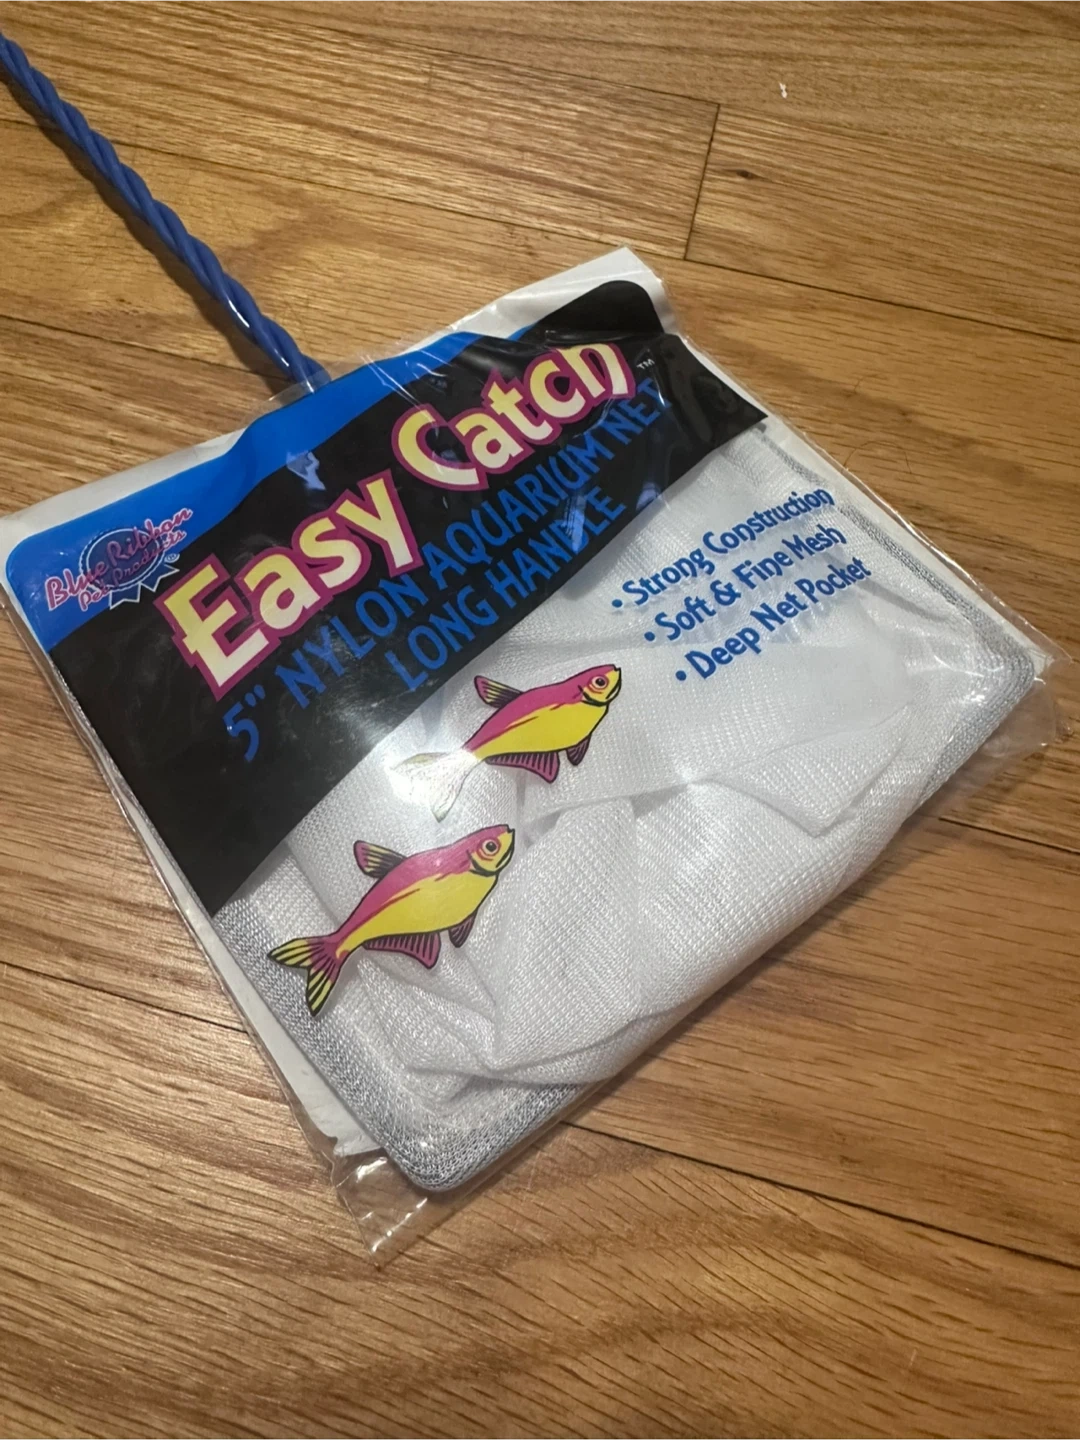 Blue Ribbon
Pet Products
Easy Catch™
5" NYLON AQUARIUM NET
LONG HANDLE
• Strong Construction
• Soft & Fine Mesh
• Deep Net Pocket